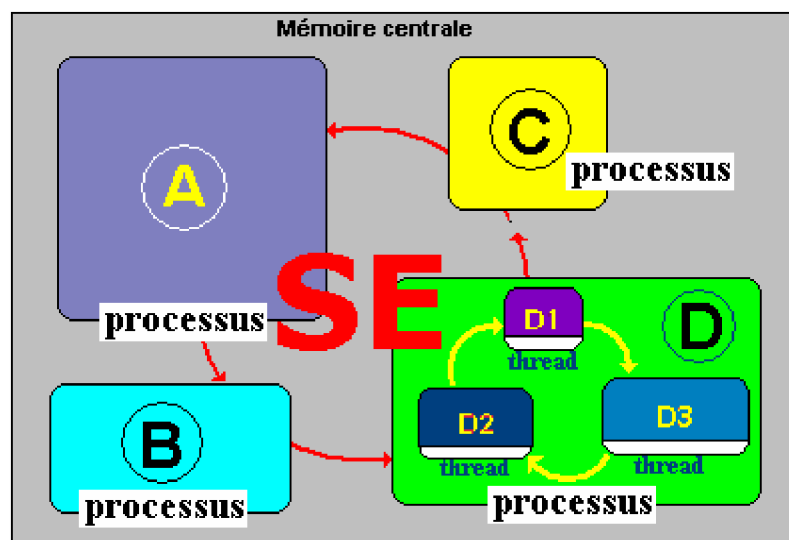 Mémoire centrale
A
processus
C
processus
SE
B
processus
D
D1
thread
D2
thread
D3
thread
processus